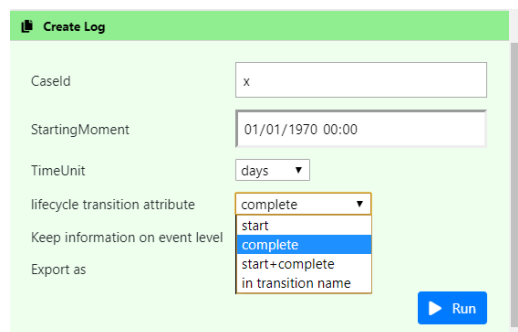 Create Log
CaseId x
StartingMoment 01/01/1970 00:00
TimeUnit days
lifecycle transition attribute complete
start
Keep information on event level complete
Export as start+complete
in transition name
Run